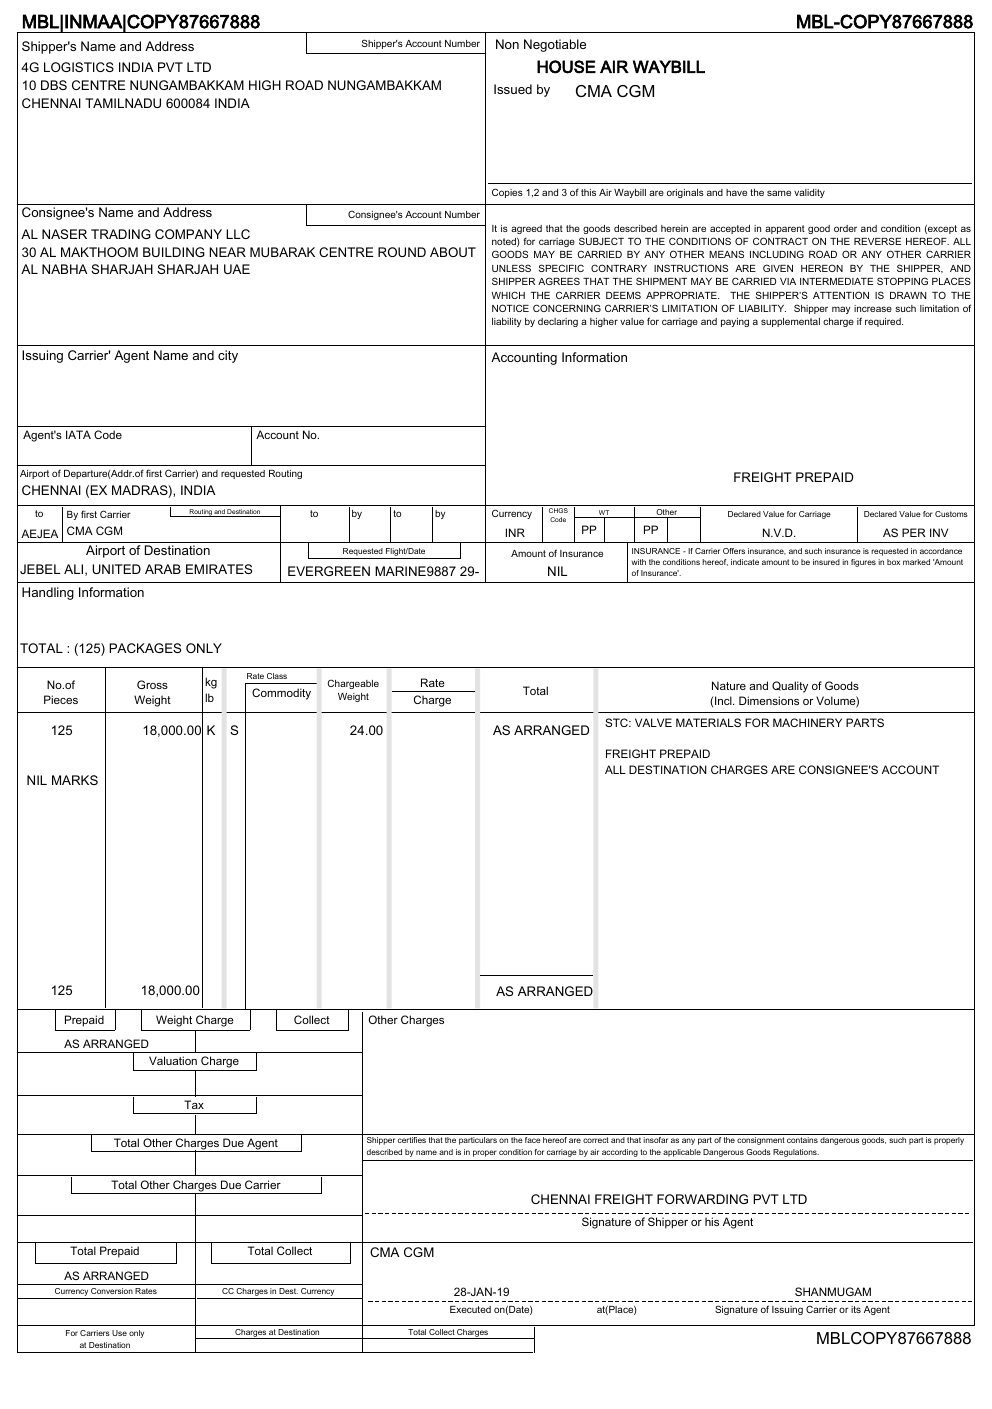 MBL|INMAA|COPY87667888
MBL-COPY87667888
Shipper's Name and Address
Shipper's Account Number
4G LOGISTICS INDIA PVT LTD
10 DBS CENTRE NUNGAMBAKKAM HIGH ROAD NUNGAMBAKKAM
CHENNAI TAMILNADU 600084 INDIA
Non Negotiable
HOUSE AIR WAYBILL
Issued by CMA CGM
Copies 1,2 and 3 of this Air Waybill are originals and have the same validity
Consignee's Name and Address
Consignee's Account Number
AL NASER TRADING COMPANY LLC
30 AL MAKTHOOM BUILDING NEAR MUBARAK CENTRE ROUND ABOUT
AL NABHA SHARJAH SHARJAH UAE
It is agreed that the goods described herein are accepted in apparent good order and condition (except as
noted) for carriage SUBJECT TO THE CONDITIONS OF CONTRACT ON THE REVERSE HEREOF. ALL
GOODS MAY BE CARRIED BY ANY OTHER MEANS INCLUDING ROAD OR ANY OTHER CARRIER
UNLESS SPECIFIC CONTRARY INSTRUCTIONS ARE GIVEN HEREON BY THE SHIPPER, AND
SHIPPER AGREES THAT THE SHIPMENT MAY BE CARRIED VIA INTERMEDIATE STOPPING PLACES
WHICH THE CARRIER DEEMS APPROPRIATE. THE SHIPPER'S ATTENTION IS DRAWN TO THE
NOTICE CONCERNING CARRIER'S LIMITATION OF LIABILITY. Shipper may increase such limitation of
liability by declaring a higher value for carriage and paying a supplemental charge if required.
Issuing Carrier' Agent Name and city
Accounting Information
Agent's IATA Code
Account No.
Airport of Departure(Addr.of first Carrier) and requested Routing
CHENNAI (EX MADRAS), INDIA
FREIGHT PREPAID
to
By first Carrier
Routing and Destination
to
by
to
by
AEJEA
CMA CGM
Currency
CHGS
Code
WT
Other
Declared Value for Carriage
Declared Value for Customs
INR
PP
PP
N.V.D.
AS PER INV
Airport of Destination
Requested Flight/Date
JEBEL ALI, UNITED ARAB EMIRATES
EVERGREEN MARINE9887 29-
Amount of Insurance
NIL
INSURANCE - If Carrier Offers insurance, and such insurance is requested in accordance
with the conditions hereof, indicate amount to be insured in figures in box marked 'Amount
of Insurance'.
Handling Information
TOTAL : (125) PACKAGES ONLY
No.of
Pieces
Gross
Weight
kg
lb
Rate Class
Commodity
Chargeable
Weight
Rate
Charge
Total
Nature and Quality of Goods
(Incl. Dimensions or Volume)
125 18,000.00 K S 24.00 AS ARRANGED
STC: VALVE MATERIALS FOR MACHINERY PARTS
FREIGHT PREPAID
ALL DESTINATION CHARGES ARE CONSIGNEE'S ACCOUNT
NIL MARKS
125 18,000.00 AS ARRANGED
Prepaid
Weight Charge
Collect
Other Charges
AS ARRANGED
Valuation Charge
Tax
Total Other Charges Due Agent
Shipper certifies that the particulars on the face hereof are correct and that insofar as any part of the consignment contains dangerous goods, such part is properly
described by name and is in proper condition for carriage by air according to the applicable Dangerous Goods Regulations.
Total Other Charges Due Carrier
CHENNAI FREIGHT FORWARDING PVT LTD
Signature of Shipper or his Agent
Total Prepaid
Total Collect
CMA CGM
AS ARRANGED
Currency Conversion Rates
CC Charges in Dest. Currency
28-JAN-19
SHANMUGAM
Executed on(Date)
at(Place)
Signature of Issuing Carrier or its Agent
For Carriers Use only
at Destination
Charges at Destination
Total Collect Charges
MBLCOPY87667888